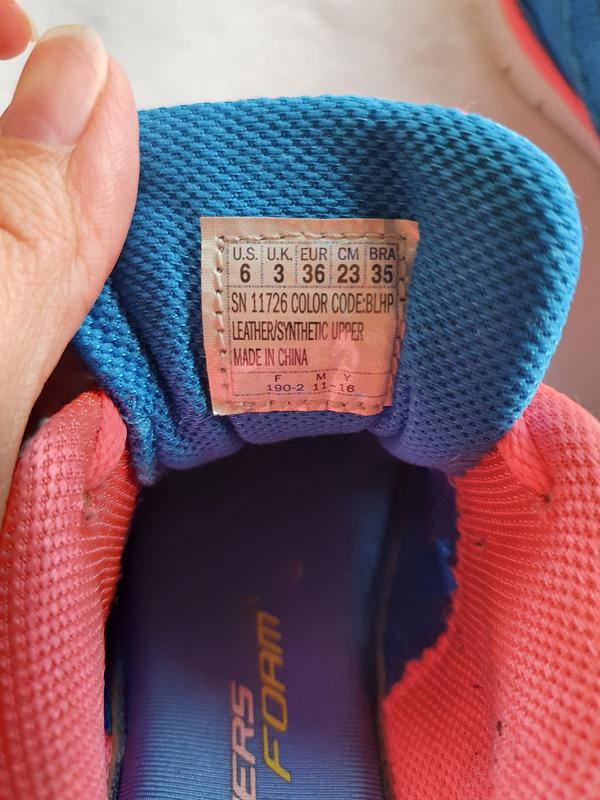 U.S. U.K. EUR CM BRA
6 3 36 23 35
SN 11726 COLOR CODE:BLHP
LEATHER/SYNTHETIC UPPER
MADE IN CHINA
F M Y
190-2 11-16
ERS
FOAM